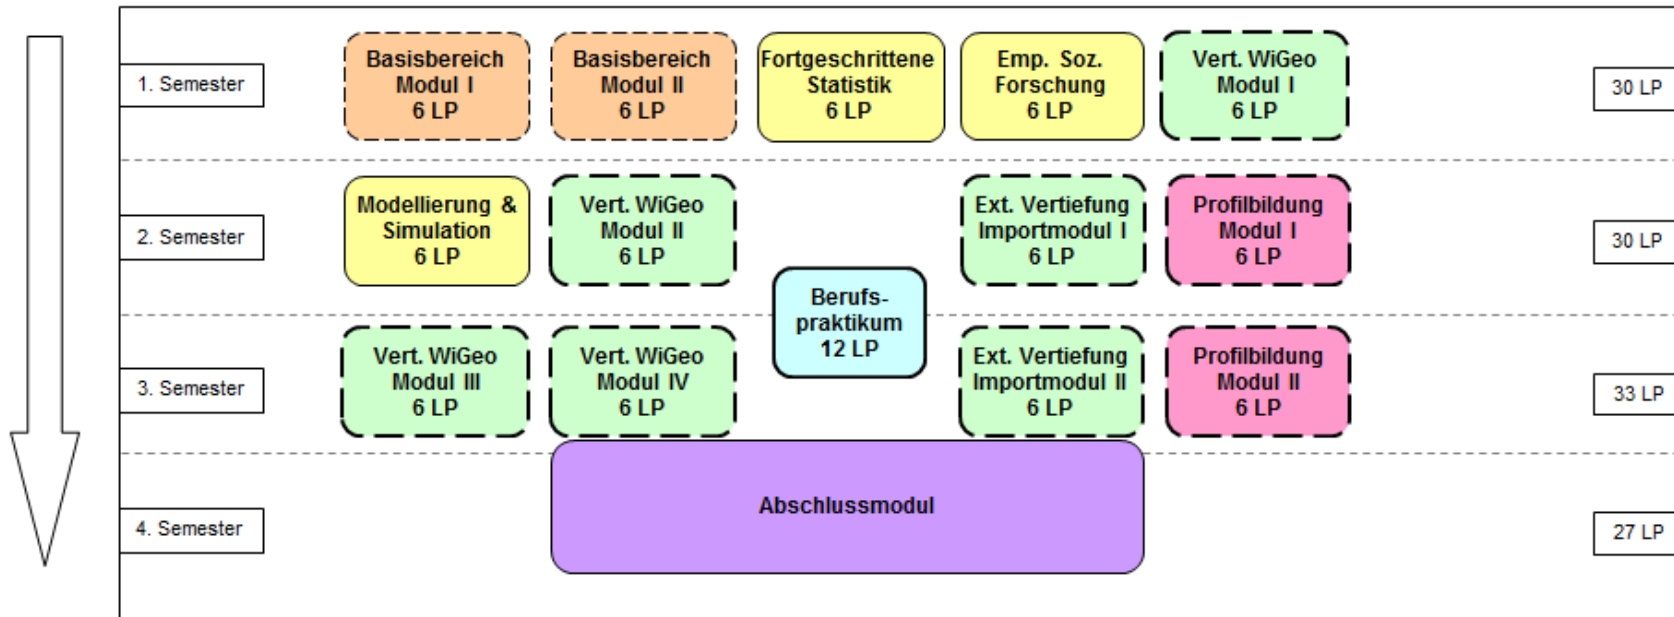 1. Semester
Basisbereich
Modul I
6 LP
Basisbereich
Modul II
6 LP
Fortgeschrittene
Statistik
6 LP
Emp. Soz.
Forschung
6 LP
Vert. WiGeo
Modul I
6 LP
30 LP
2. Semester
Modellierung &
Simulation
6 LP
Vert. WiGeo
Modul II
6 LP
Ext. Vertiefung
Importmodul I
6 LP
Profilbildung
Modul I
6 LP
30 LP
Berufs-
praktikum
12 LP
3. Semester
Vert. WiGeo
Modul III
6 LP
Vert. WiGeo
Modul IV
6 LP
Ext. Vertiefung
Importmodul II
6 LP
Profilbildung
Modul II
6 LP
33 LP
4. Semester
Abschlussmodul
27 LP